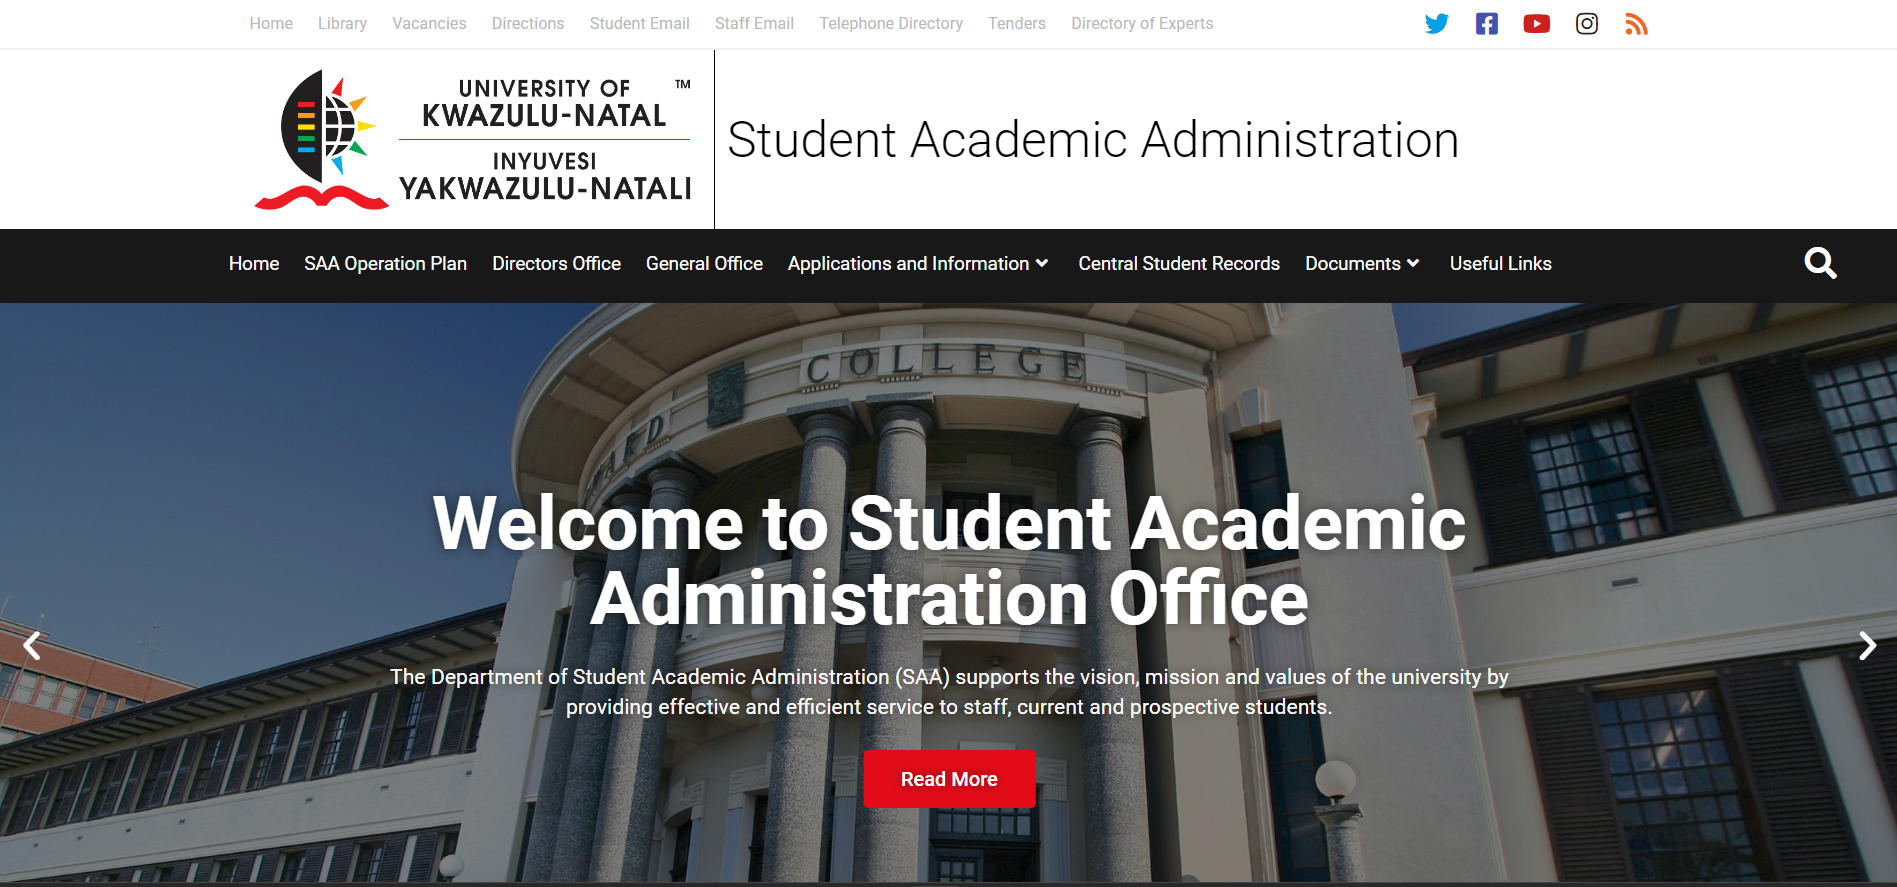 Home Library Vacancies Directions Student Email Staff Email Telephone Directory Tenders Directory of Experts
UNIVERSITY OF ™
KWAZULU-NATAL
INYUVESI
YAKWAZULU-NATALI
Student Academic Administration
Home SAA Operation Plan Directors Office General Office Applications and Information Central Student Records Documents Useful Links
COLLEGE
Welcome to Student Academic
Administration Office
The Department of Student Academic Administration (SAA) supports the vision, mission and values of the university by
providing effective and efficient service to staff, current and prospective students.
Read More